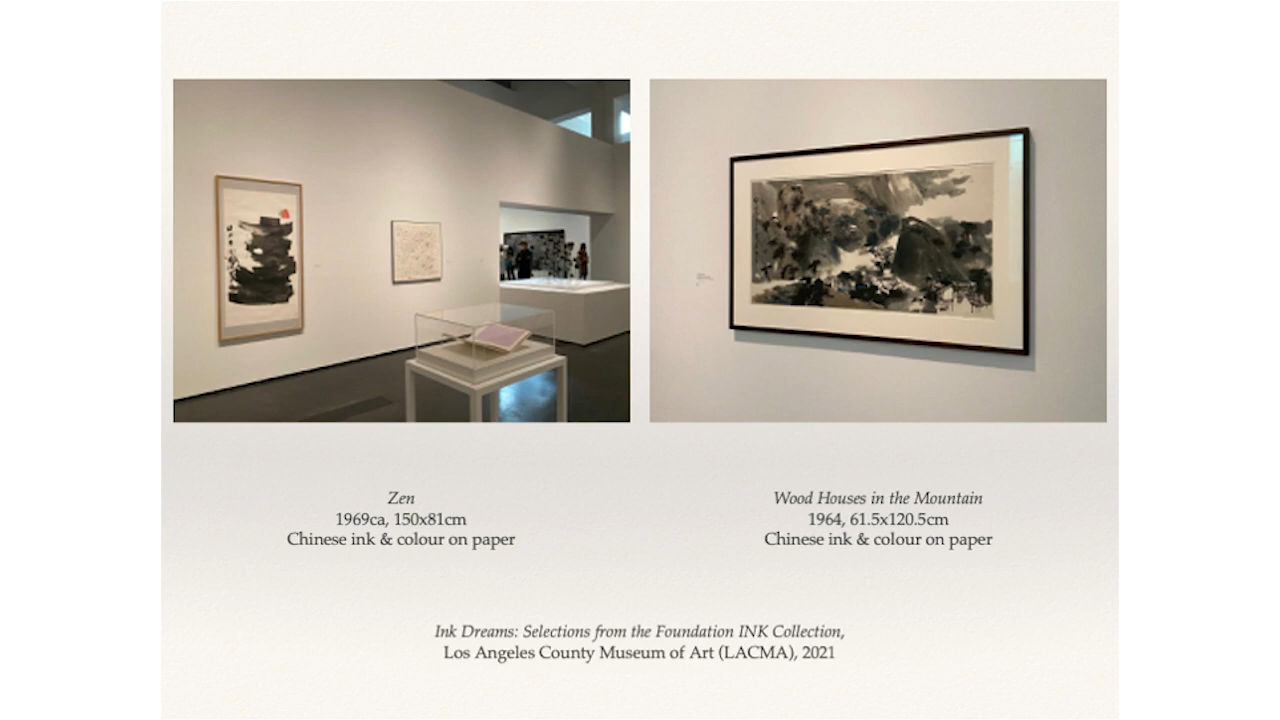 Zen
1969ca, 150x81cm
Chinese ink & colour on paper
Wood Houses in the Mountain
1964, 61.5x120.5cm
Chinese ink & colour on paper
Ink Dreams: Selections from the Foundation INK Collection,
Los Angeles County Museum of Art (LACMA), 2021